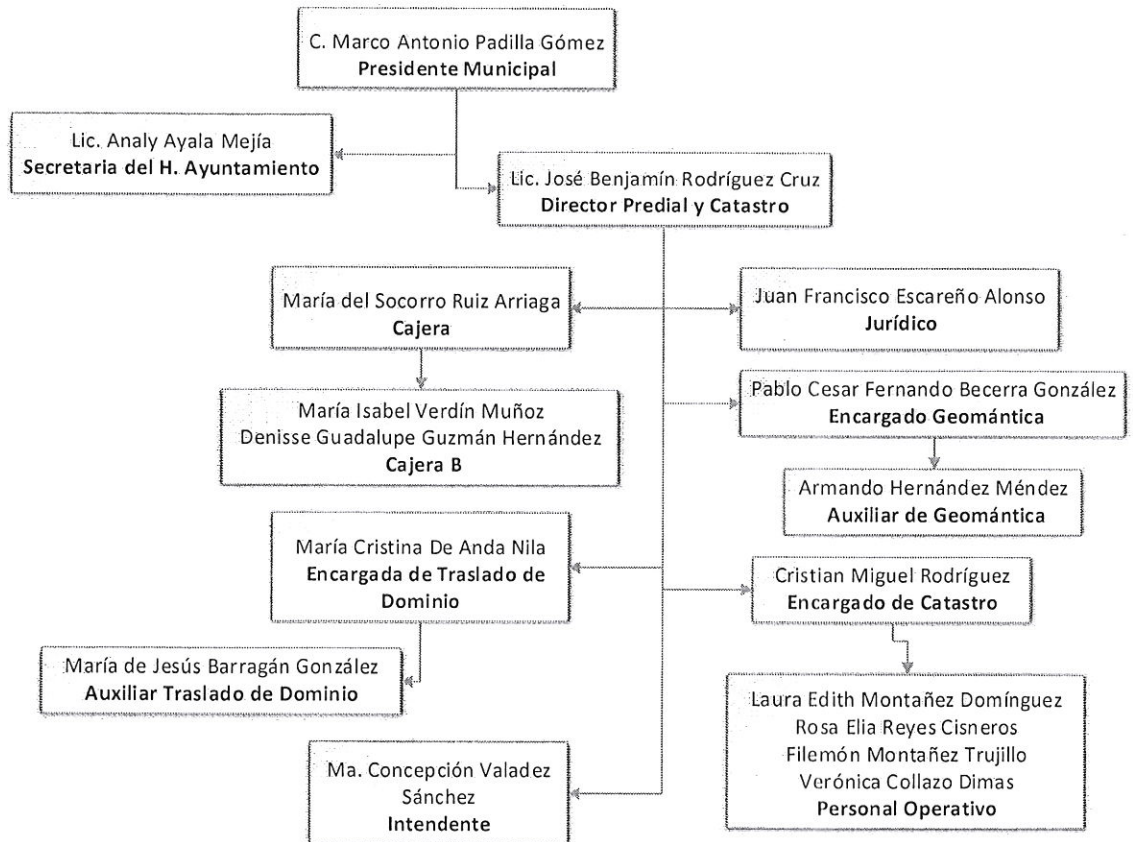 C. Marco Antonio Padilla Gómez
Presidente Municipal
Lic. Analy Ayala Mejía
Secretaria del H. Ayuntamiento
Lic. José Benjamín Rodríguez Cruz
Director Predial y Catastro
María del Socorro Ruiz Arriaga
Cajera
Juan Francisco Escareño Alonso
Jurídico
María Isabel Verdín Muñoz
Denisse Guadalupe Guzmán Hernández
Cajera B
Pablo Cesar Fernando Becerra González
Encargado Geomántica
Armando Hernández Méndez
Auxiliar de Geomántica
María Cristina De Anda Nila
Encargada de Traslado de
Dominio
Cristian Miguel Rodríguez
Encargado de Catastro
María de Jesús Barragán González
Auxiliar Traslado de Dominio
Laura Edith Montañez Domínguez
Rosa Elia Reyes Cisneros
Filemón Montañez Trujillo
Verónica Collazo Dimas
Personal Operativo
Ma. Concepción Valadez
Sánchez
Intendente